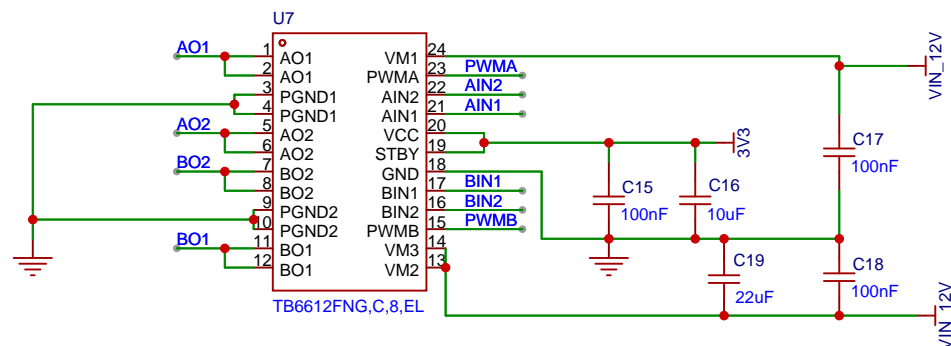 U7
AO1
1
AO1
2
AO1
3
PGND1
4
PGND1
AO2
5
AO2
6
AO2
BO2
7
BO2
8
BO2
9
PGND2
10
PGND2
BO1
11
BO1
12
BO1
VM1
24
PWMA
23
PWMA
AIN2
22
AIN2
AIN1
21
AIN1
VCC
20
STBY
19
GND
18
BIN1
17
BIN1
BIN2
16
BIN2
PWMB
15
PWMB
VM3
14
VM2
13
TB6612FNG,C,8,EL
3V3
C15
100nF
C16
10uF
C17
100nF
C19
22uF
C18
100nF
VIN_12V
VIN_12V